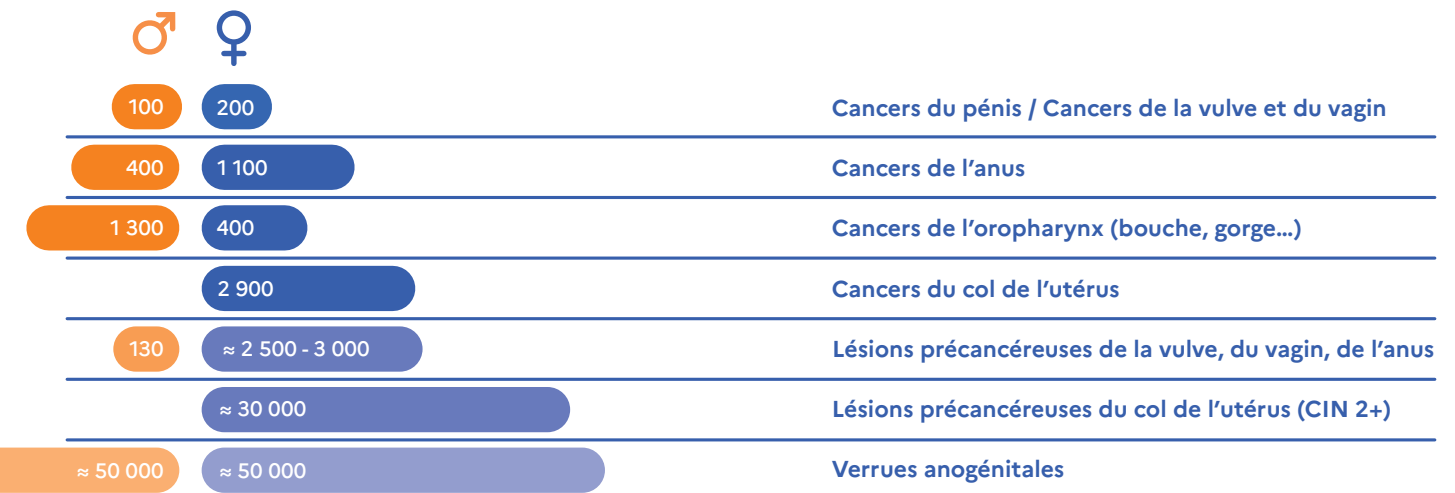 100 200 Cancers du pénis / Cancers de la vulve et du vagin
400 1 100 Cancers de l'anus
1 300 400 Cancers de l'oropharynx (bouche, gorge…)
2 900 Cancers du col de l'utérus
130 ≈ 2 500 - 3 000 Lésions précancéreuses de la vulve, du vagin, de l'anus
≈ 30 000 Lésions précancéreuses du col de l'utérus (CIN 2+)
≈ 50 000 ≈ 50 000 Verrues anogénitales